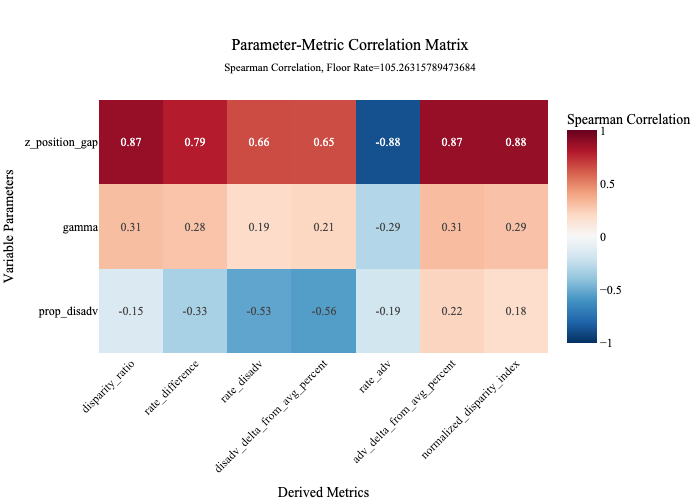 Parameter-Metric Correlation Matrix
Spearman Correlation, Floor Rate=105.26315789473684
Spearman Correlation
1
0.5
0
−0.5
−1
Variable Parameters
z_position_gap 0.87 0.79 0.66 0.65 -0.88 0.87 0.88
gamma 0.31 0.28 0.19 0.21 -0.29 0.31 0.29
prop_disadv -0.15 -0.33 -0.53 -0.56 -0.19 0.22 0.18
disparity_ratio
rate_difference
rate_disadv
disadv_delta_from_avg_percent
rate_adv
adv_delta_from_avg_percent
normalized_disparity_index
Derived Metrics